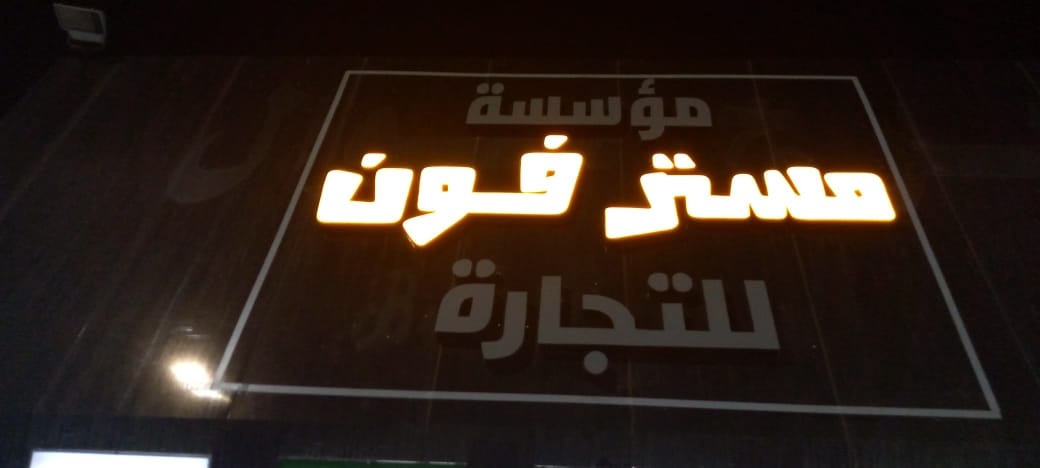 مؤسسة
مستر فون
للتجارة